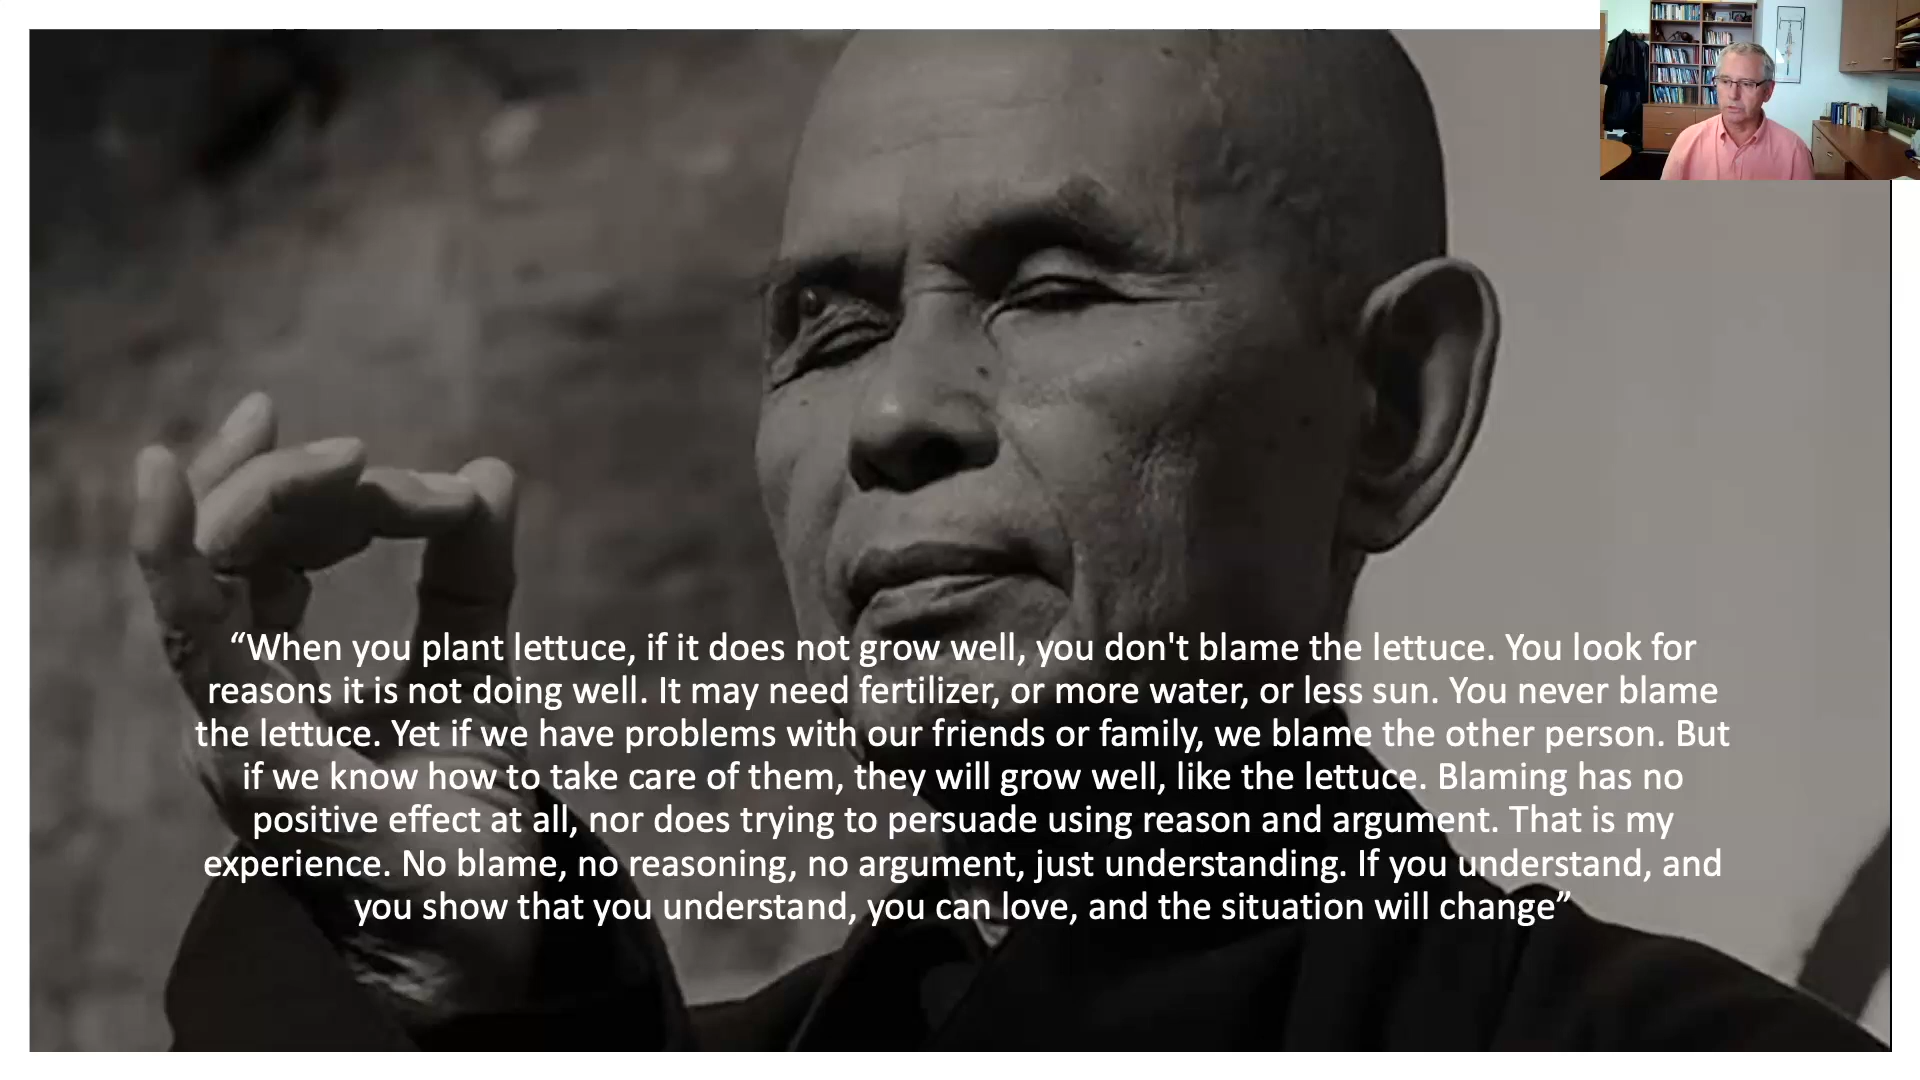 “When you plant lettuce, if it does not grow well, you don't blame the lettuce. You look for
reasons it is not doing well. It may need fertilizer, or more water, or less sun. You never blame
the lettuce. Yet if we have problems with our friends or family, we blame the other person. But
if we know how to take care of them, they will grow well, like the lettuce. Blaming has no
positive effect at all, nor does trying to persuade using reason and argument. That is my
experience. No blame, no reasoning, no argument, just understanding. If you understand, and
you show that you understand, you can love, and the situation will change”